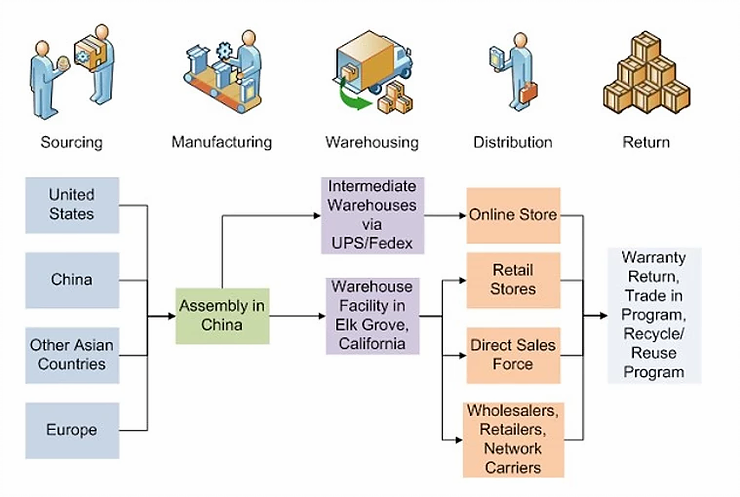 Sourcing
Manufacturing
Warehousing
Distribution
Return
United
States
China
Other Asian
Countries
Europe
Assembly in
China
Intermediate
Warehouses
via
UPS/Fedex
Warehouse
Facility in
Elk Grove,
California
Online Store
Retail
Stores
Direct Sales
Force
Wholesalers,
Retailers,
Network
Carriers
Warranty
Return,
Trade in
Program,
Recycle/
Reuse
Program